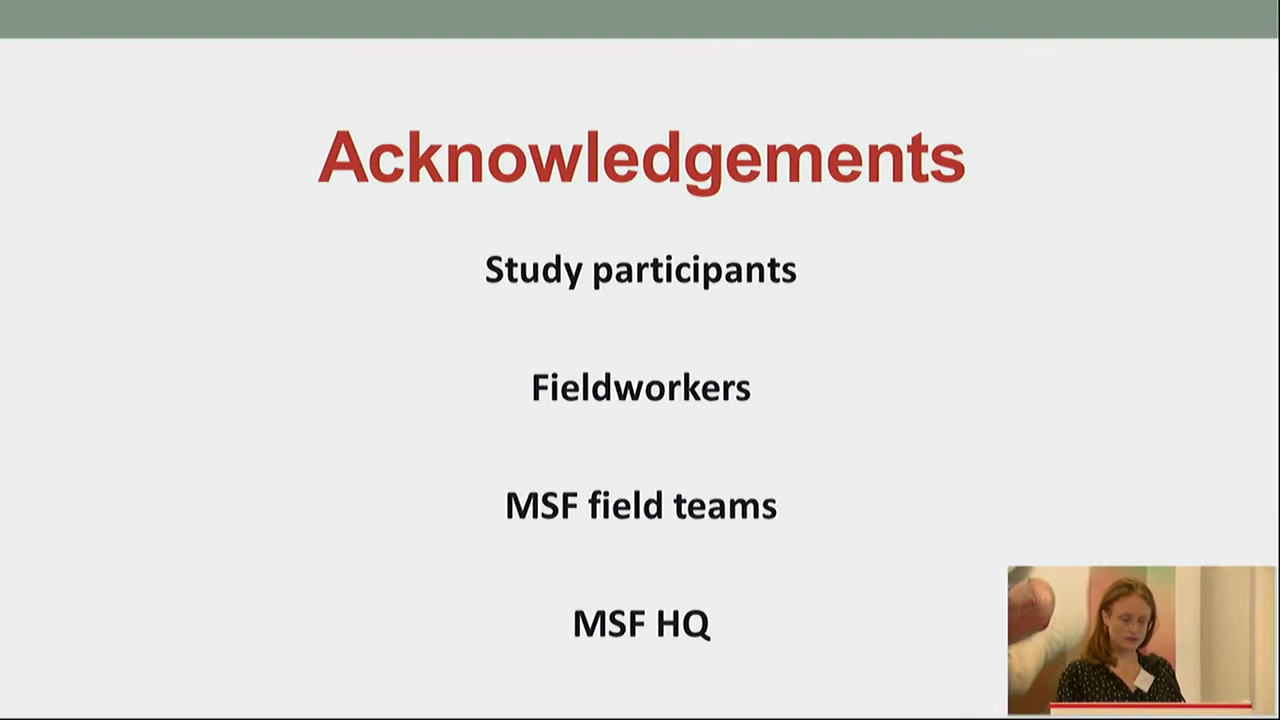 Acknowledgements
Study participants
Fieldworkers
MSF field teams
MSF HQ